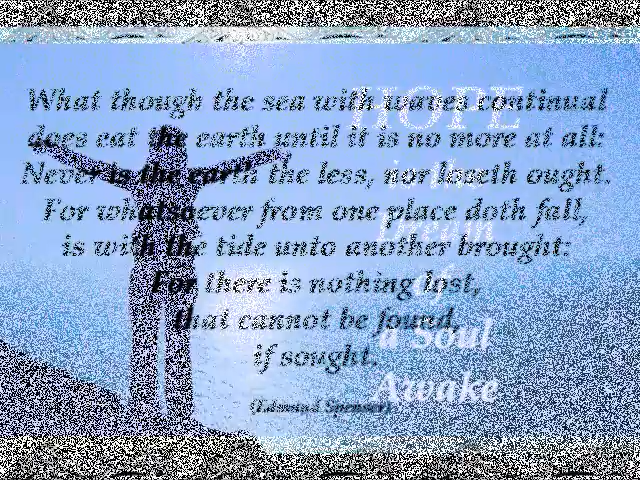 What though the sea with waves continual
does eat the earth until it is no more at all:
Never is the earth the less, nor loseth ought.
For whatsoever from one place doth fall,
is with the tide unto another brought:
For there is nothing lost,
that cannot be found,
if sought.
(Edmund Spenser)
HOPE
is the
Dream
of
a Soul
Awake